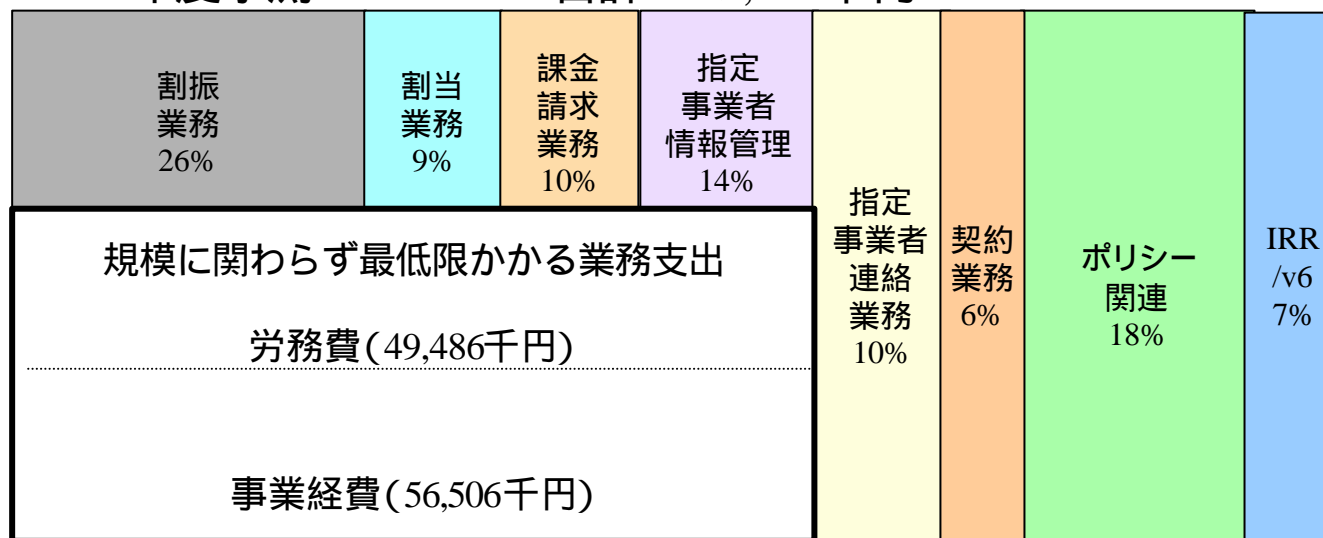 割振
業務
26%
割当
業務
9%
課金
請求
業務
10%
指定
事業者
情報管理
14%
指定
事業者
連絡
業務
10%
契約
業務
6%
ポリシー
関連
18%
IRR
/v6
7%
規模に関わらず最低限かかる業務支出
労務費(49,486千円)
事業経費(56,506千円)